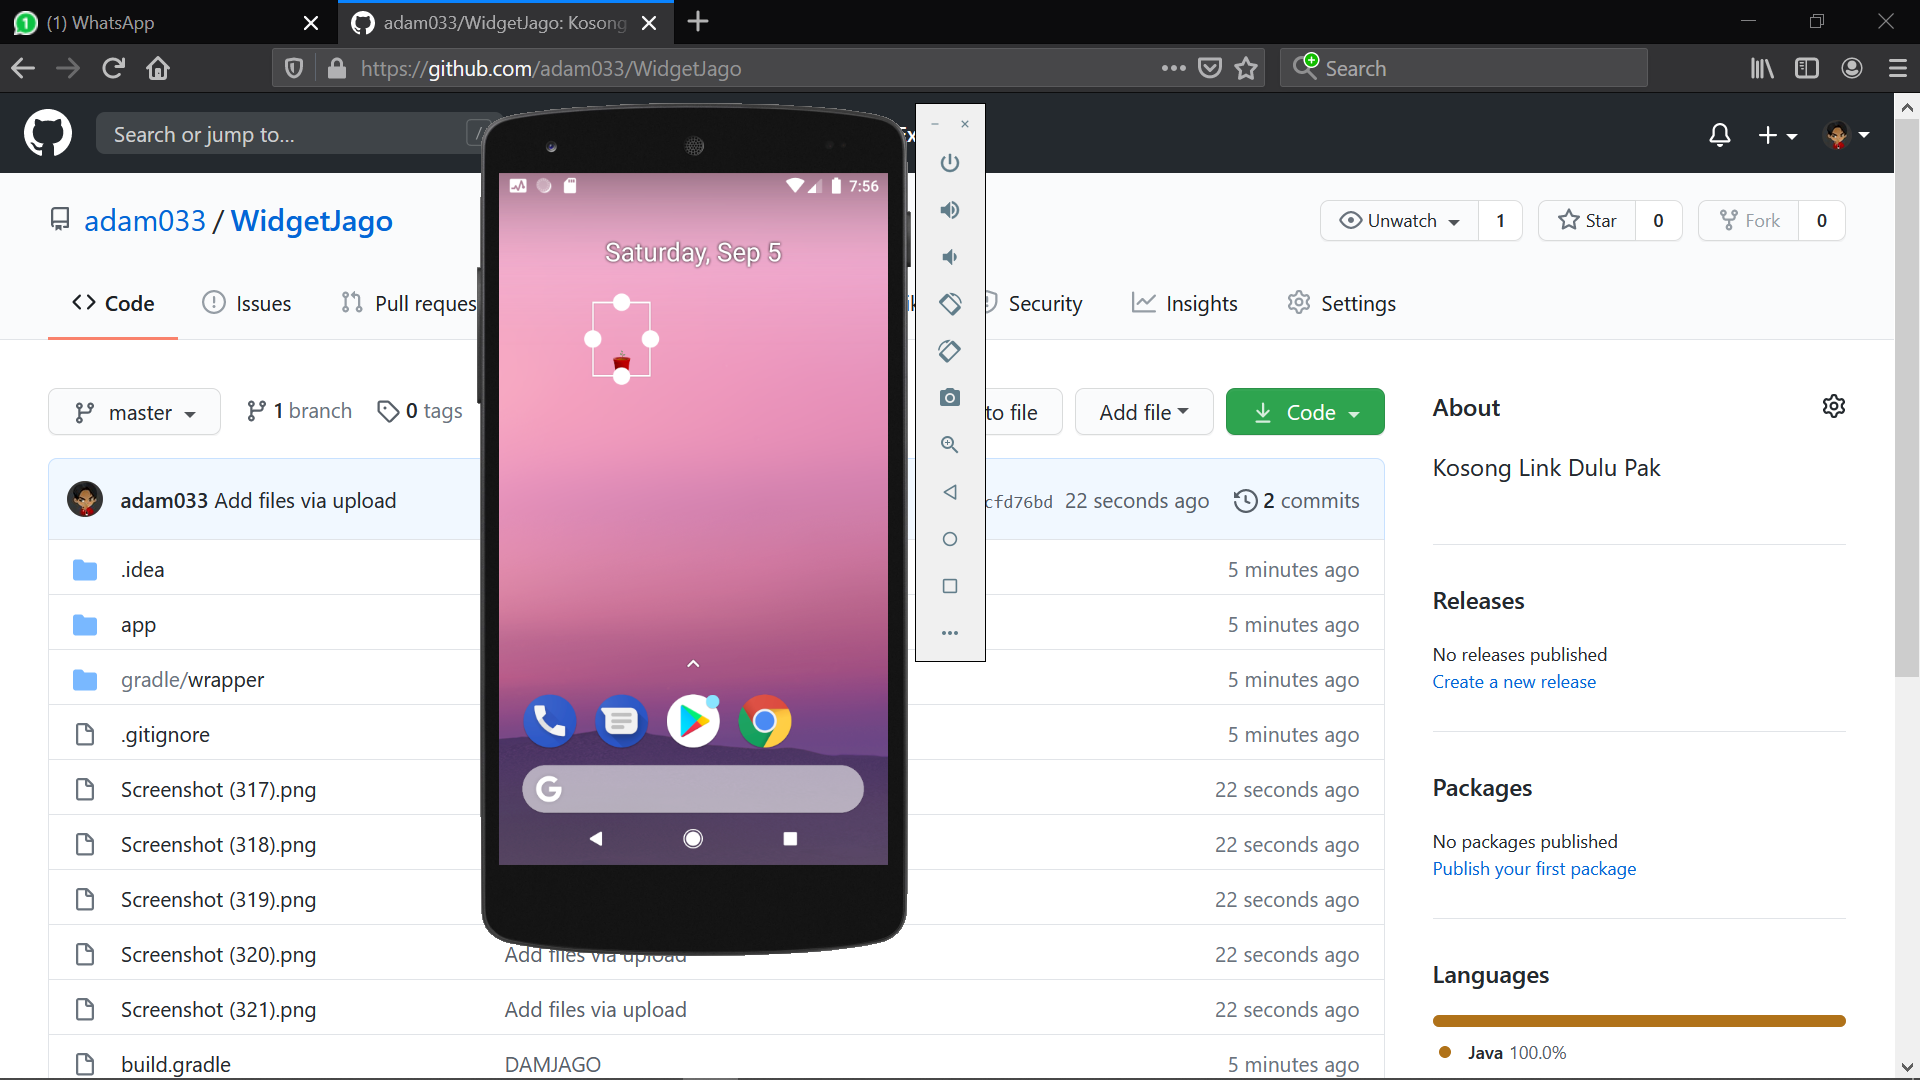 (1) WhatsApp
adam033/WidgetJago: Kosong
https://github.com/adam033/WidgetJago
Search
Search or jump to...
/
Ex
7:56
adam033 / WidgetJago
Unwatch 1
Star 0
Fork 0
Saturday, Sep 5
Code
Issues
Pull reques
Security
Insights
Settings
master
1 branch
0 tags
to file
Add file
Code
About
Kosong Link Dulu Pak
adam033 Add files via upload
cfd76bd 22 seconds ago
2 commits
.idea
5 minutes ago
app
5 minutes ago
gradle/wrapper
5 minutes ago
.gitignore
5 minutes ago
Screenshot (317).png
22 seconds ago
Screenshot (318).png
22 seconds ago
Screenshot (319).png
22 seconds ago
Screenshot (320).png
Add files via upload
22 seconds ago
Screenshot (321).png
Add files via upload
22 seconds ago
build.gradle
DAMJAGO
5 minutes ago
Releases
No releases published
Create a new release
Packages
No packages published
Publish your first package
Languages
Java 100.0%